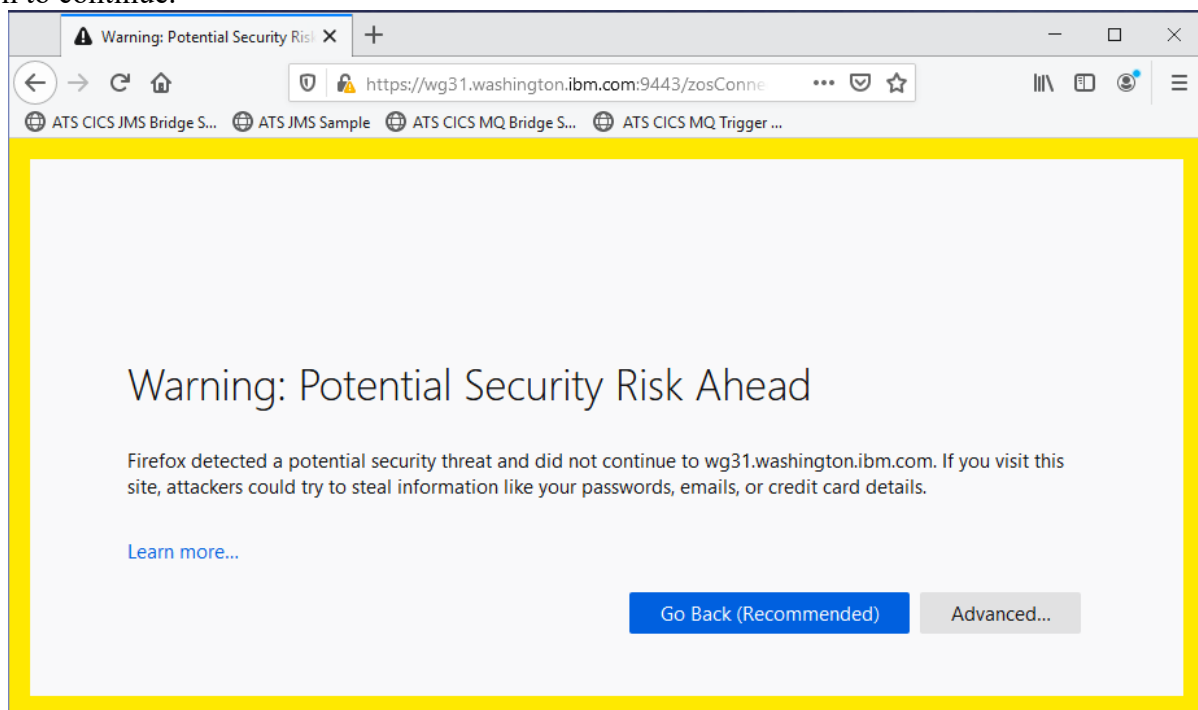 to continue.
Warning: Potential Security Ris
https://wg31.washington.ibm.com:9443/zosConne
ATS CICS JMS Bridge S... ATS JMS Sample ATS CICS MQ Bridge S... ATS CICS MQ Trigger ...
Warning: Potential Security Risk Ahead
Firefox detected a potential security threat and did not continue to wg31.washington.ibm.com. If you visit this
site, attackers could try to steal information like your passwords, emails, or credit card details.
Learn more...
Go Back (Recommended) Advanced...